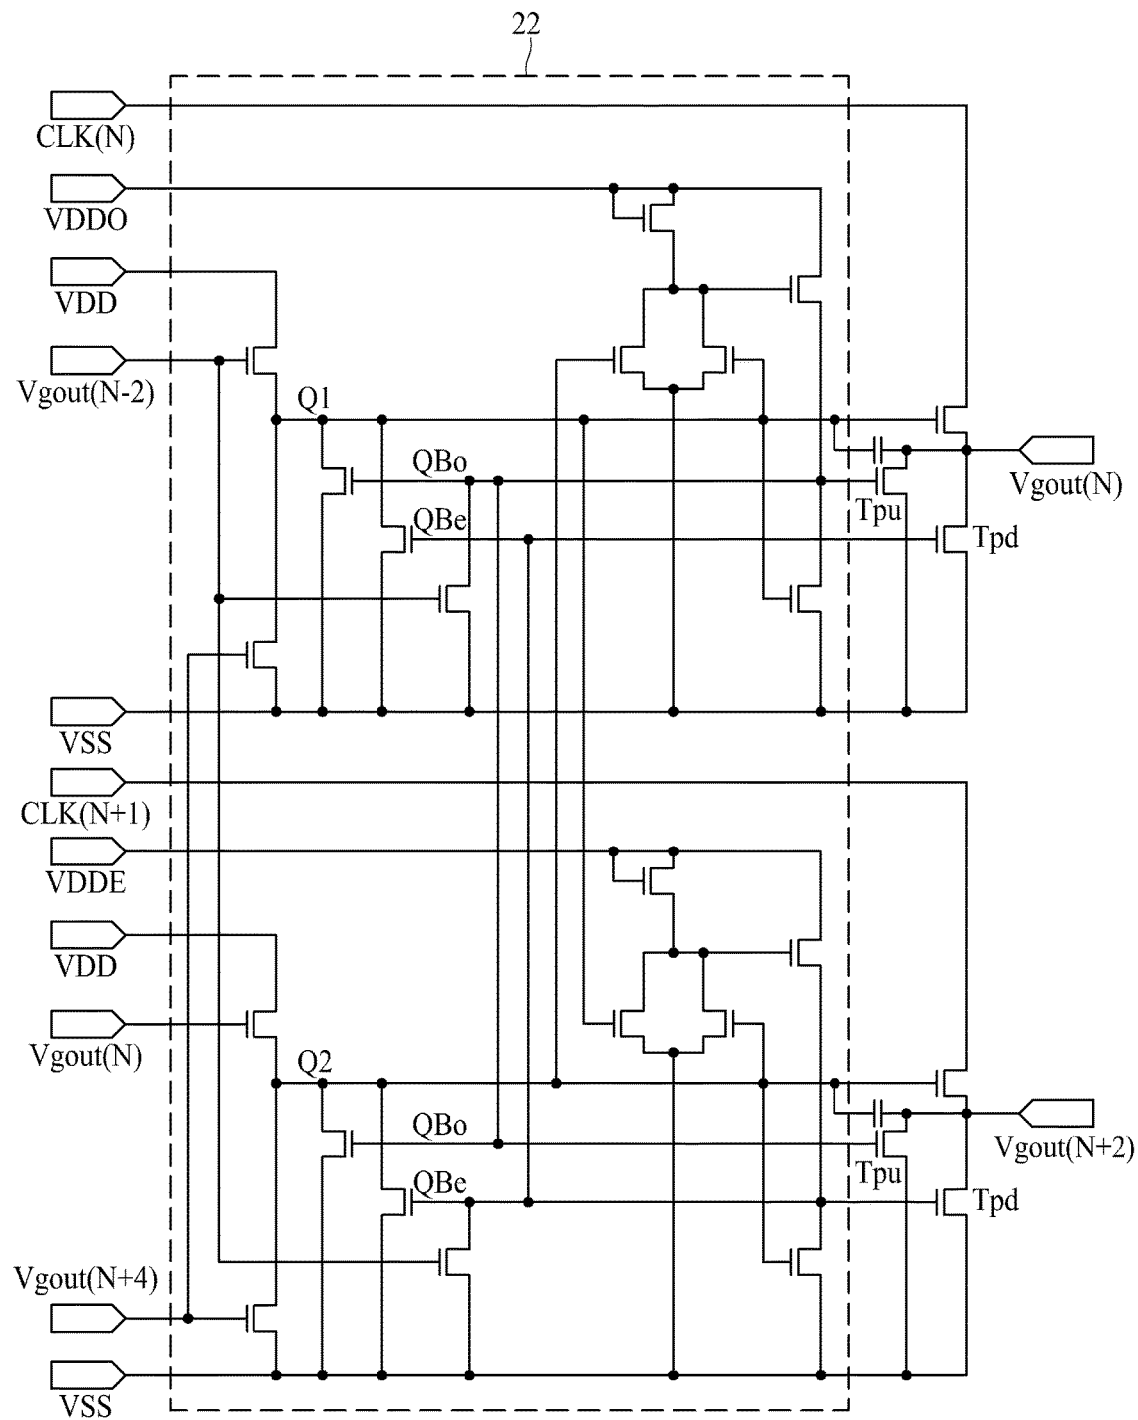 22
CLK(N)
VDDO
VDD
Vgout(N-2)
Q1
QBo
Vgout(N)
Tpu
QBe
Tpd
VSS
CLK(N+1)
VDDE
VDD
Vgout(N)
Q2
QBo
Vgout(N+2)
Tpu
QBe
Tpd
Vgout(N+4)
VSS